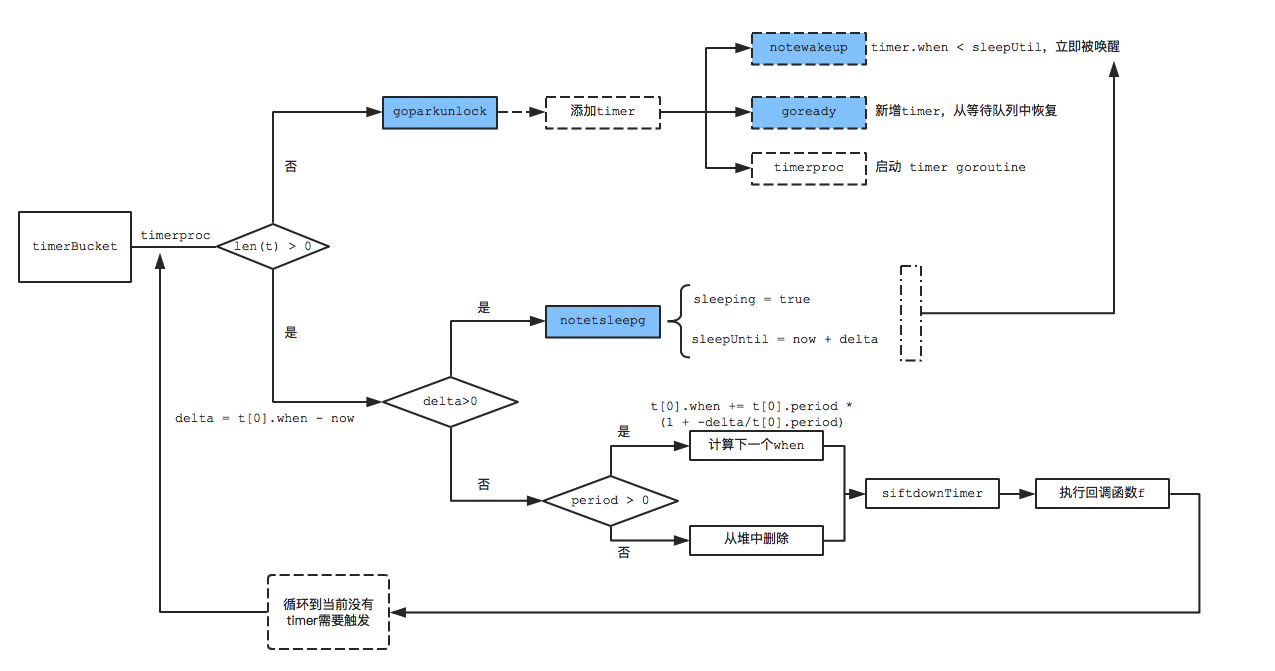 notewakeup
timer.when < sleepUtil，立即被唤醒
goparkunlock
添加timer
goready
新增timer，从等待队列中恢复
否
timerproc
启动 timer goroutine
timerBucket
timerproc
len(t) > 0
是
是
notetsleepg
sleeping = true
sleepUntil = now + delta
delta = t[0].when - now
delta>0
t[0].when += t[0].period *
(1 + -delta/t[0].period)
是
计算下一个when
否
period > 0
siftdownTimer
执行回调函数f
否
从堆中删除
循环到当前没有
timer需要触发